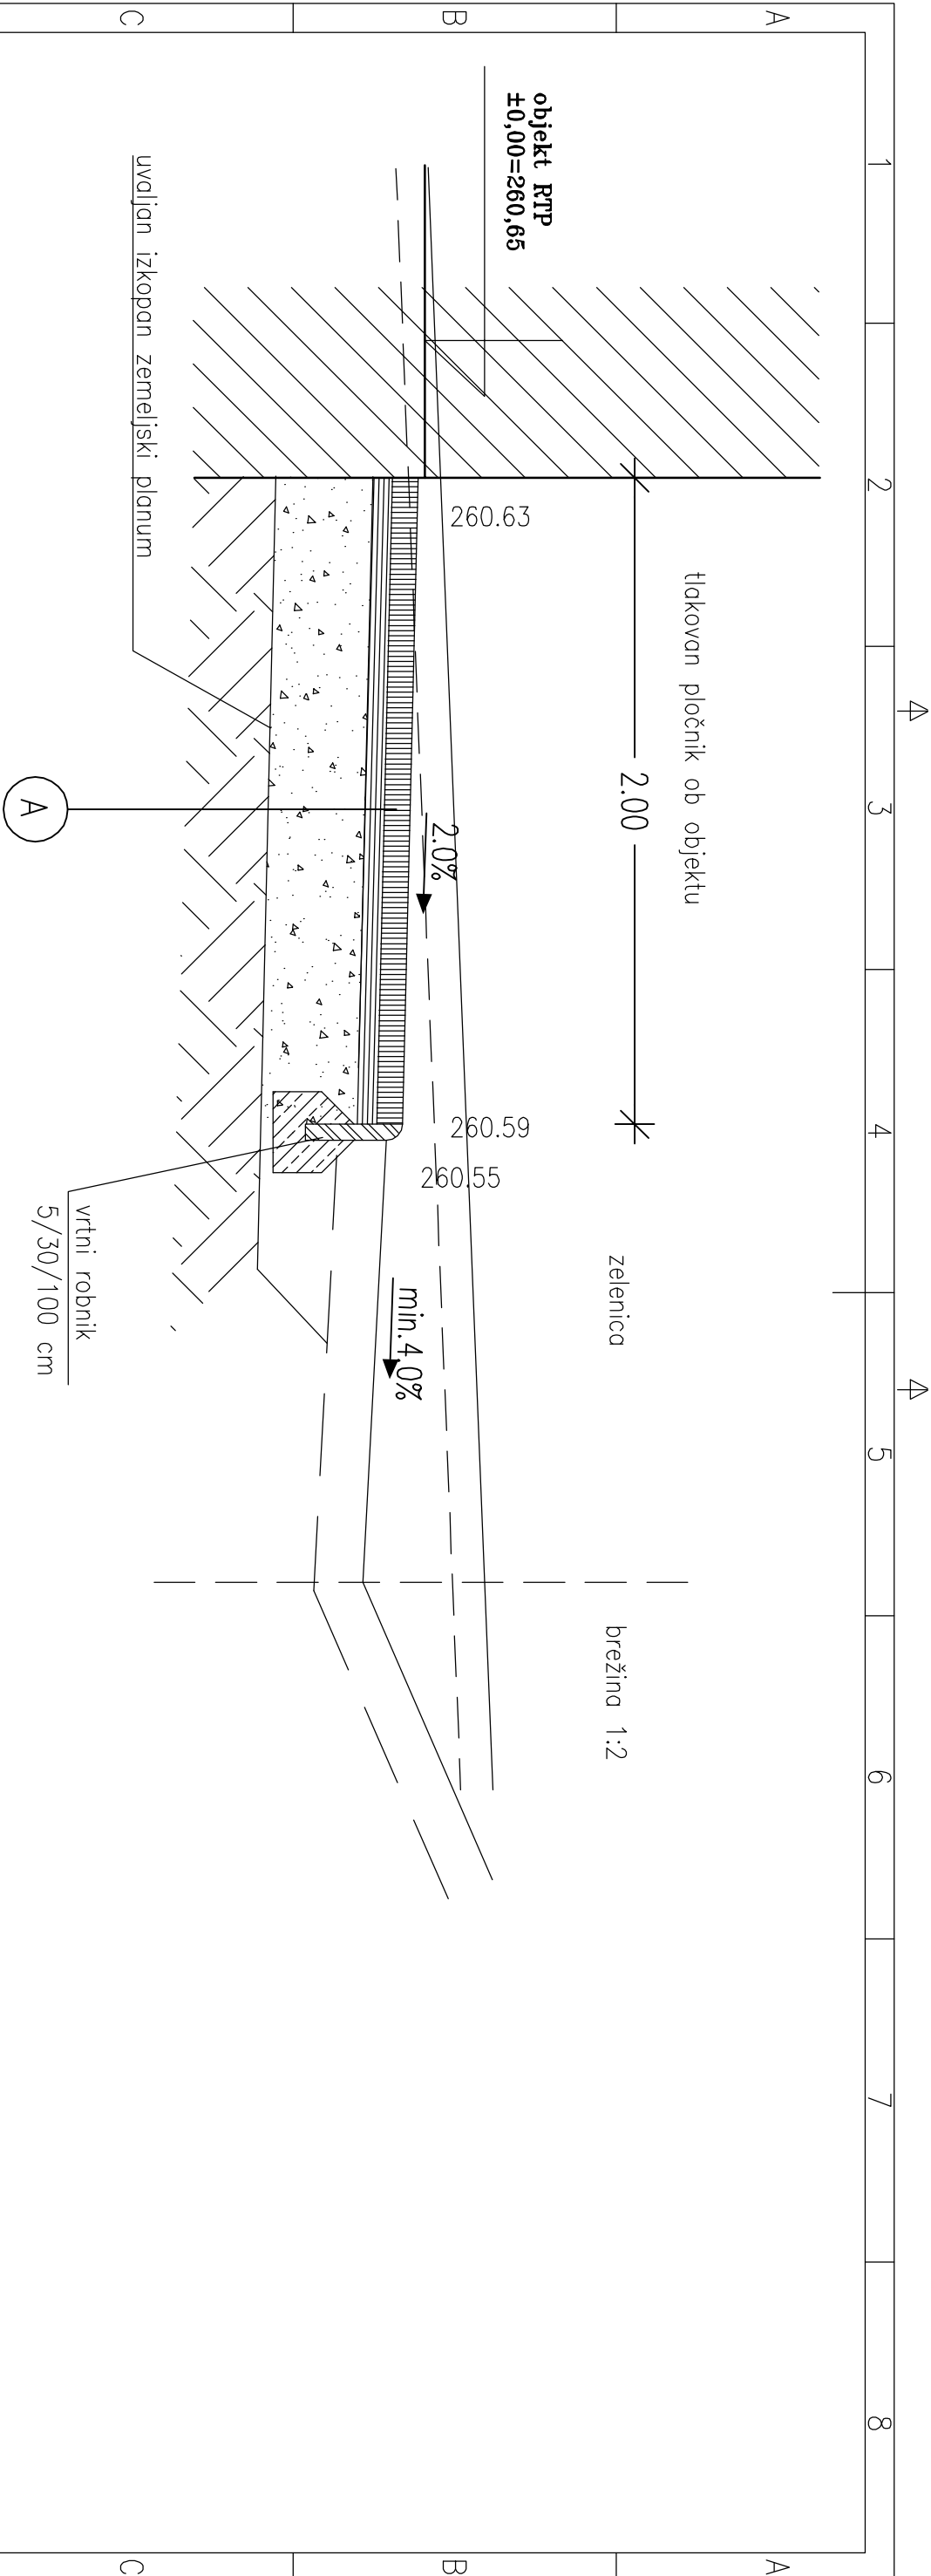 1
2
3
4
5
6
7
8
A
B
C
A
B
C
tlakovan pločnik ob objektu
zelenica
brežina 1:2
2.00
objekt RTP
±0,00=260,65
260.63
260.59
260.55
2.0%
min.4.0%
uvaljan izkopan zemeljski planum
A
vrtni robnik
5/30/100 cm